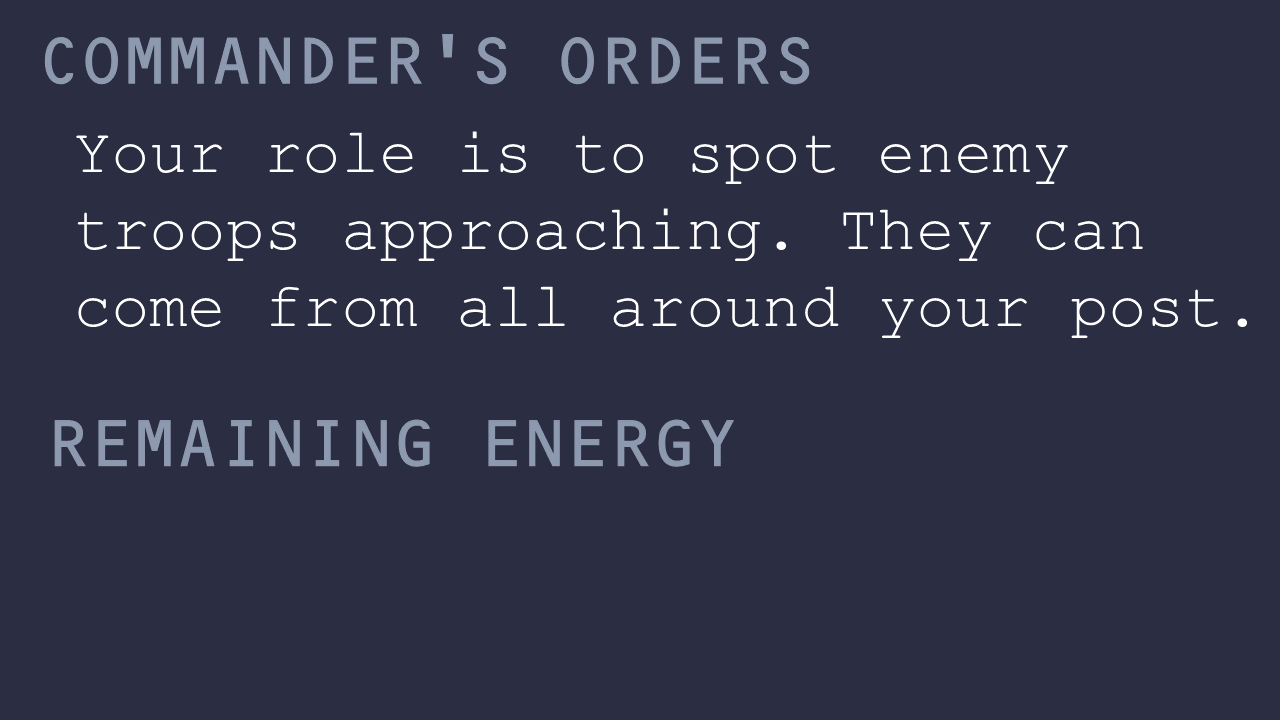 COMMANDER'S ORDERS
Your role is to spot enemy
troops approaching. They can
come from all around your post.
REMAINING ENERGY